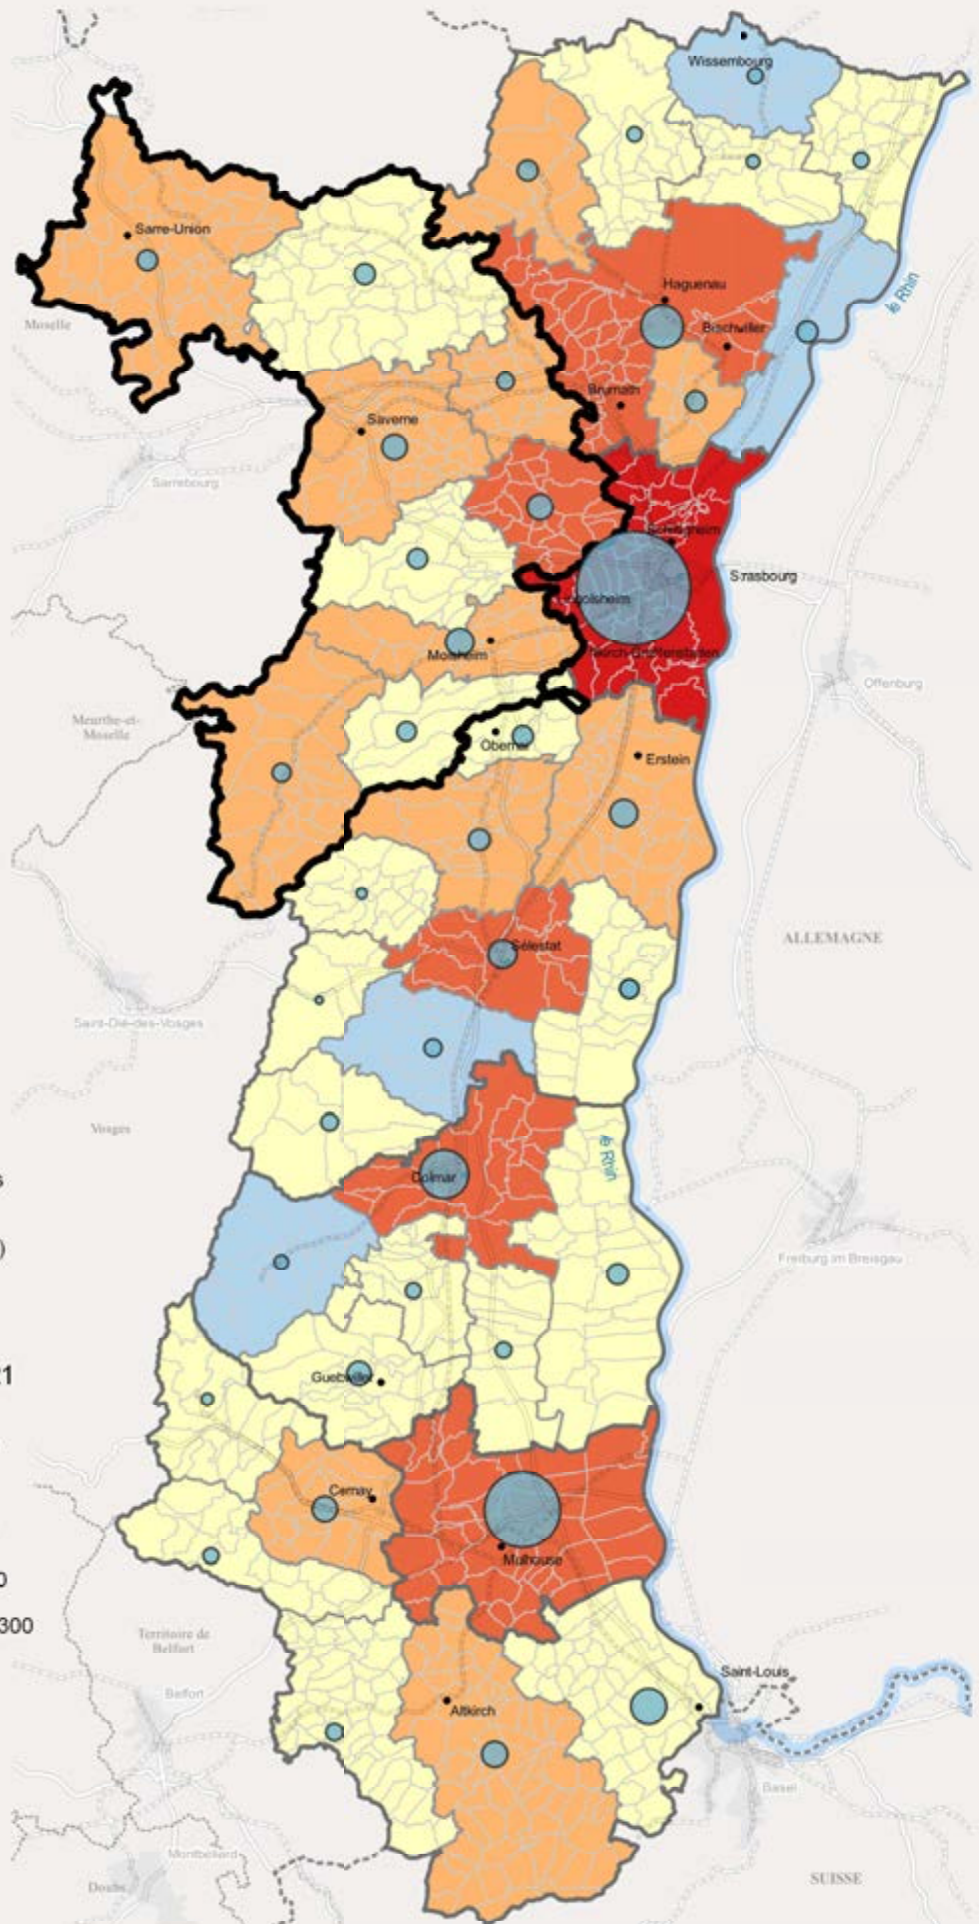 Wissembourg
Sarre-Union
Haguenau
le Rhin
Moselle
Bischwiller
Brumath
Saverne
Sarrebourg
Strasbourg
Molsheim
Offenburg
Meurthe-et-
Moselle
Obernai
Erstein
ALLEMAGNE
Sélestat
Saint-Dié-des-Vosges
Vosges
le Rhin
s
Colmar
)
Freiburg im Breisgau
21
Guebwiller
Cernay
Mulhouse
0
300
Territoire de
Belfort
Saint-Louis
Belfort
Altkirch
Basel
Montbéliard
SUISSE
Doubs